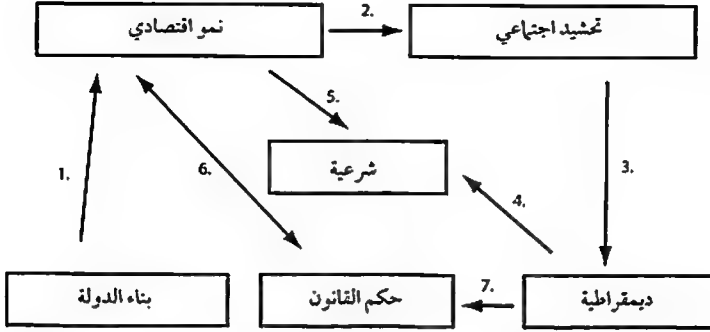 نمو اقتصادي
2.
تحشيد اجتماعي
5.
شرعية
1.
6.
4.
3.
بناء الدولة
حكم القانون
7.
ديمقراطية